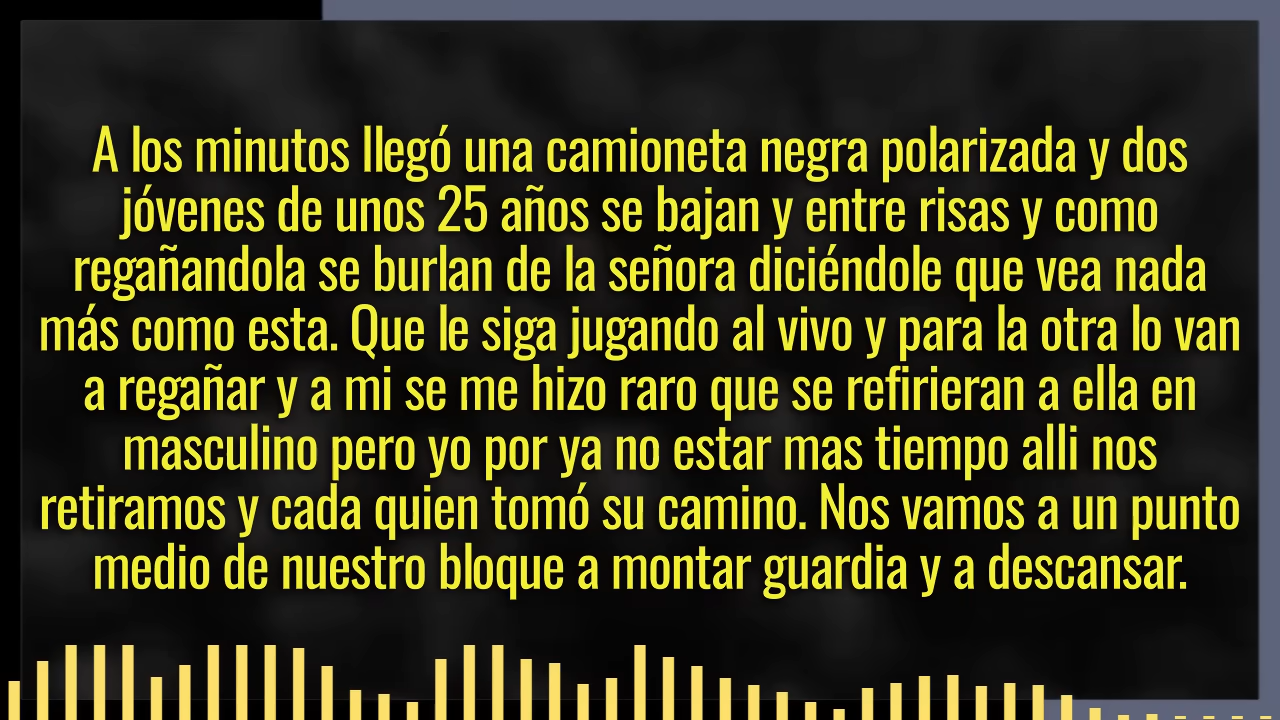 A los minutos llegó una camioneta negra polarizada y dos
jóvenes de unos 25 años se bajan y entre risas y como
regañandola se burlan de la señora diciéndole que vea nada
más como esta. Que le siga jugando al vivo y para la otra lo van
a regañar y a mi se me hizo raro que se refirieran a ella en
masculino pero yo por ya no estar mas tiempo alli nos
retiramos y cada quien tomó su camino. Nos vamos a un punto
medio de nuestro bloque a montar guardia y a descansar.